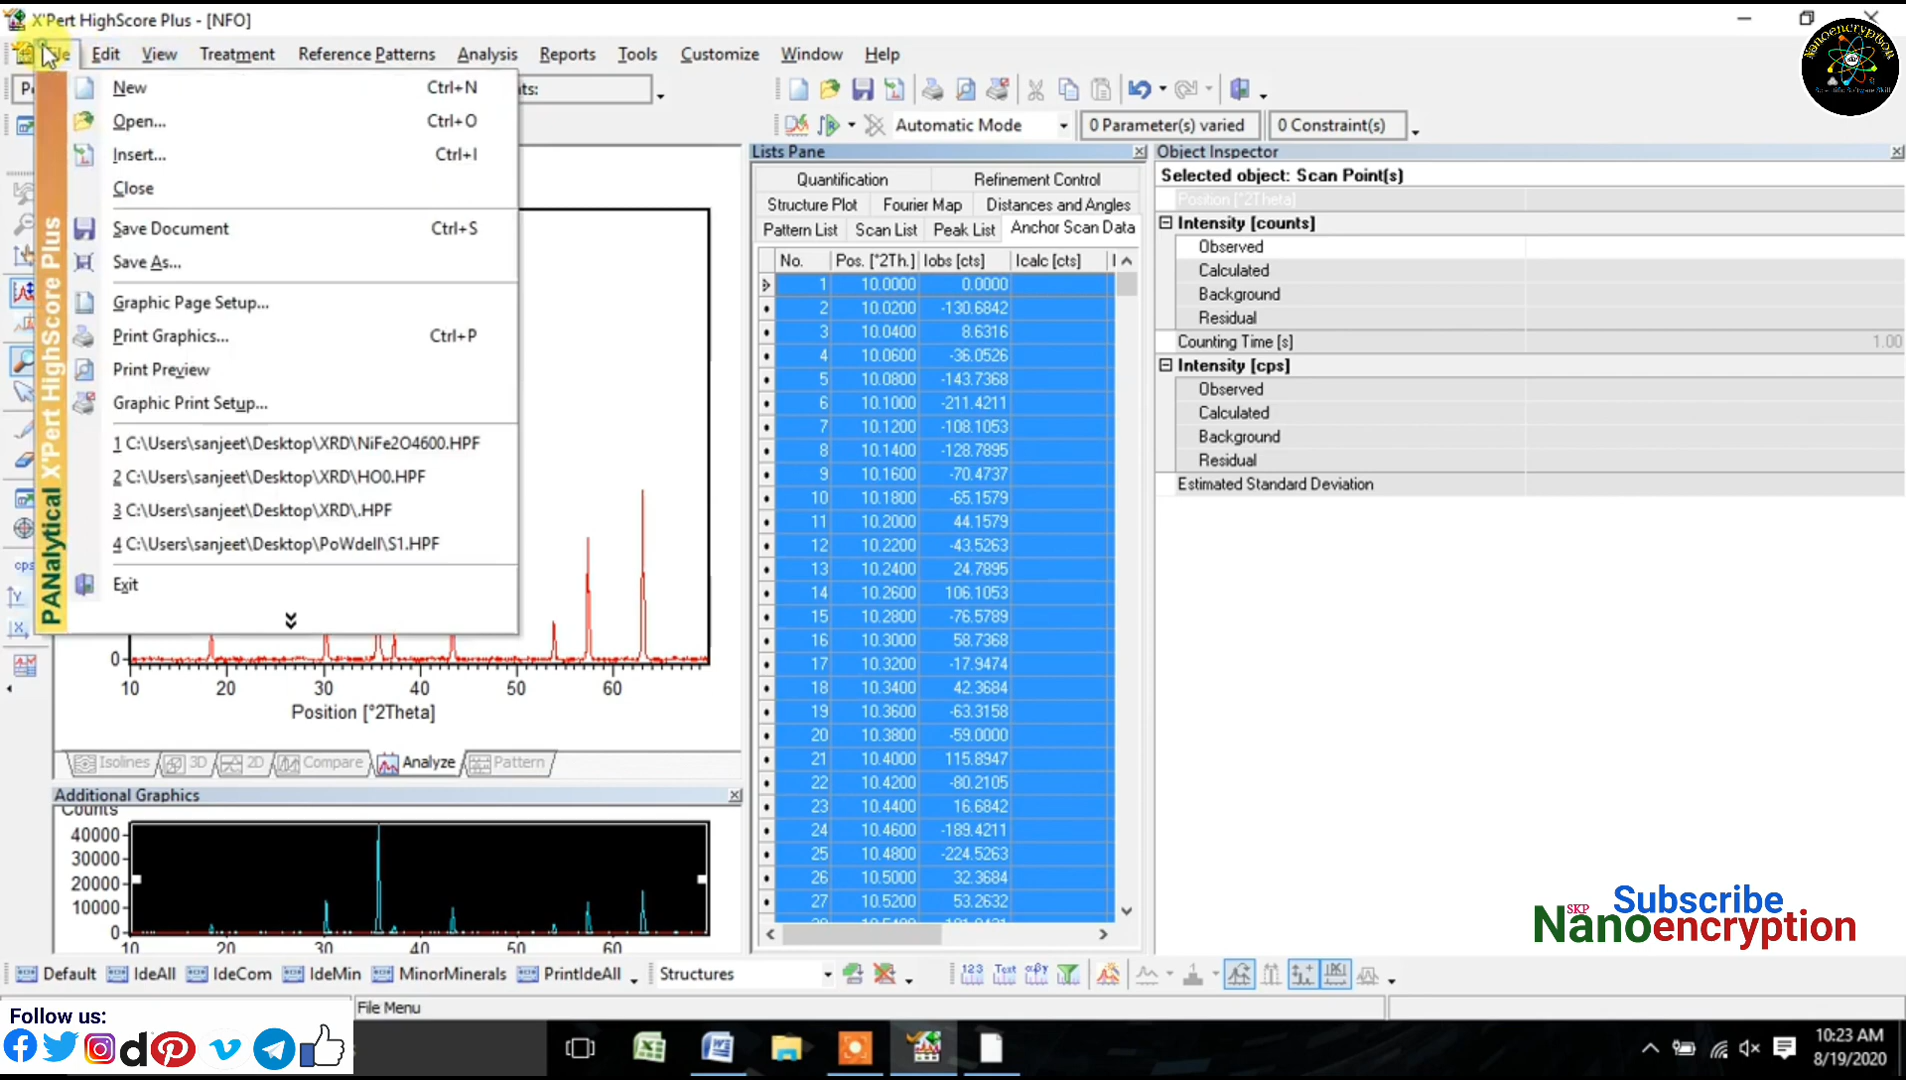 X'Pert HighScore Plus - [NFO]
Edit View Treatment Reference Patterns Analysis Reports Tools Customize Window Help
New Ctrl+N
Open... Ctrl+O
Insert... Ctrl+I
Close
Save Document Ctrl+S
Save As...
Graphic Page Setup...
Print Graphics... Ctrl+P
Print Preview
Graphic Print Setup...
1 C:\Users\sanjeet\Desktop\XRD\NiFe2O4600.HPF
2 C:\Users\sanjeet\Desktop\XRD\HO0.HPF
3 C:\Users\sanjeet\Desktop\XRD\.HPF
4 C:\Users\sanjeet\Desktop\PoWdell\S1.HPF
Exit
PANalytical X'Pert HighScore Plus
Automatic Mode 0 Parameter(s) varied 0 Constraint(s)
Nanoencryption
0
10 20 30 40 50 60
Position [°2Theta]
Isolines 3D 2D Compare Analyze Pattern
Additional Graphics
Counts
40000
30000
20000
10000
0
10 20 30 40 50 60
Lists Pane
Quantification Refinement Control
Structure Plot Fourier Map Distances and Angles
Pattern List Scan List Peak List Anchor Scan Data
No. Pos. [°2Th.] Iobs [cts] Icalc [cts]
1 10.0000 0.0000
2 10.0200 -130.6842
3 10.0400 8.6316
4 10.0600 -36.0526
5 10.0800 -143.7368
6 10.1000 -211.4211
7 10.1200 -108.1053
8 10.1400 -128.7895
9 10.1600 -70.4737
10 10.1800 -65.1579
11 10.2000 44.1579
12 10.2200 -43.5263
13 10.2400 24.7895
14 10.2600 106.1053
15 10.2800 -76.5789
16 10.3000 58.7368
17 10.3200 -17.9474
18 10.3400 42.3684
19 10.3600 -63.3158
20 10.3800 -59.0000
21 10.4000 115.8947
22 10.4200 -80.2105
23 10.4400 16.6842
24 10.4600 -189.4211
25 10.4800 -224.5263
26 10.5000 32.3684
27 10.5200 53.2632
Object Inspector
Selected object: Scan Point(s)
Position [°2Theta]
Intensity [counts]
Observed
Calculated
Background
Residual
Counting Time [s] 1.00
Intensity [cps]
Observed
Calculated
Background
Residual
Estimated Standard Deviation
Subscribe
SKP
Nanoencryption
Default IdeAll IdeCom IdeMin MinorMinerals PrintIdeAll Structures
File Menu
Follow us:
10:23 AM
8/19/2020